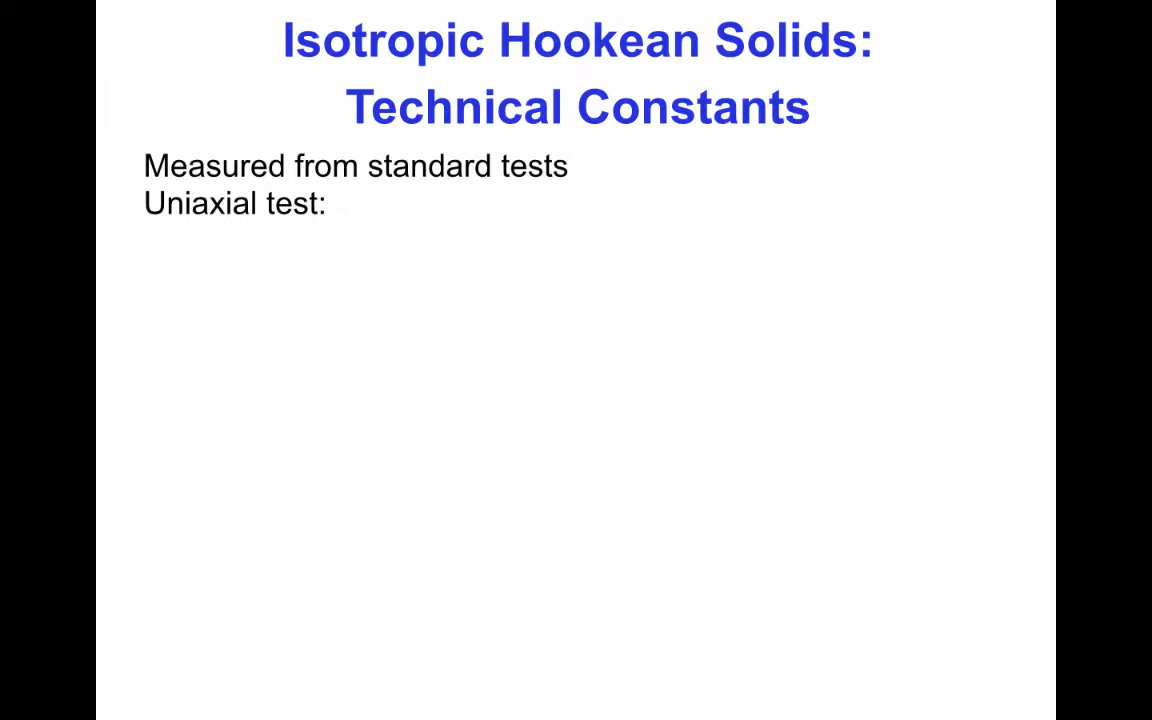 Isotropic Hookean Solids:
Technical Constants
Measured from standard tests
Uniaxial test: